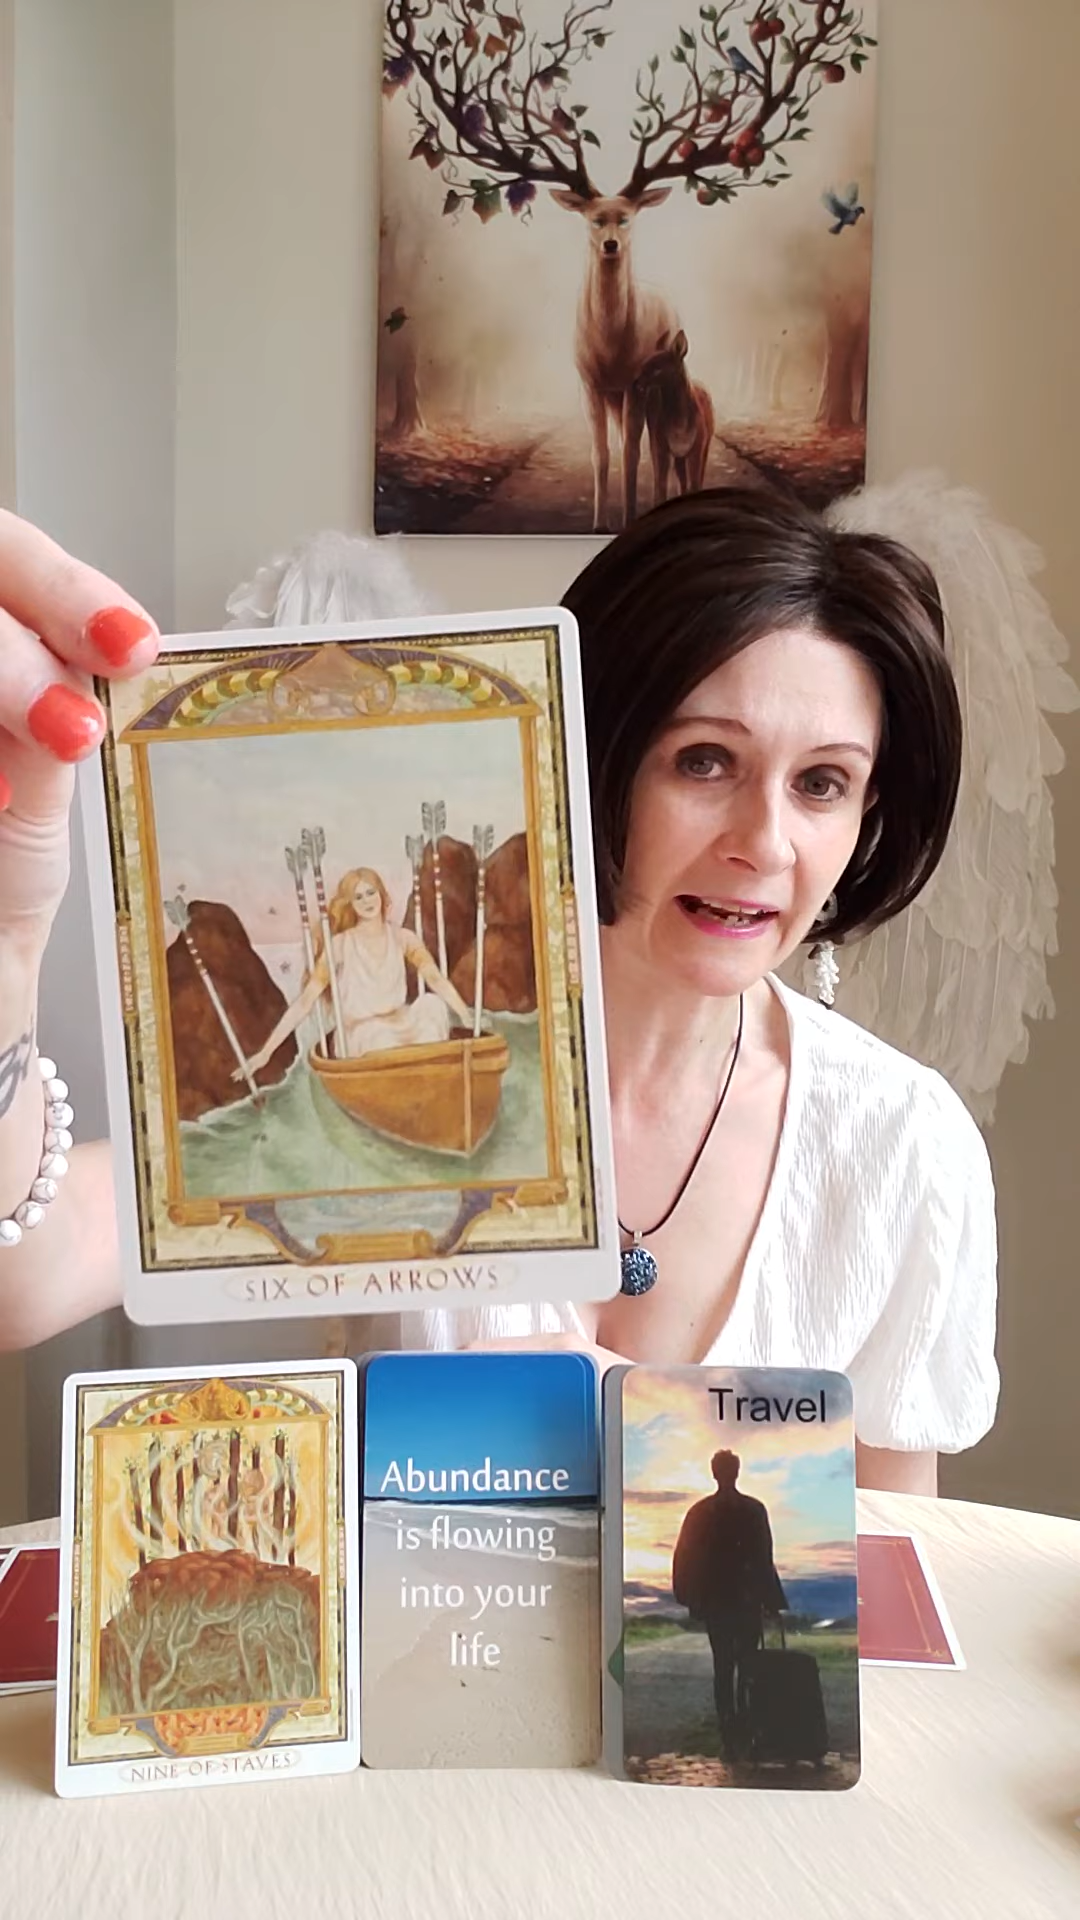 SIX OF ARROWS
NINE OF STAVES
Abundance
is flowing
into your
life
Travel